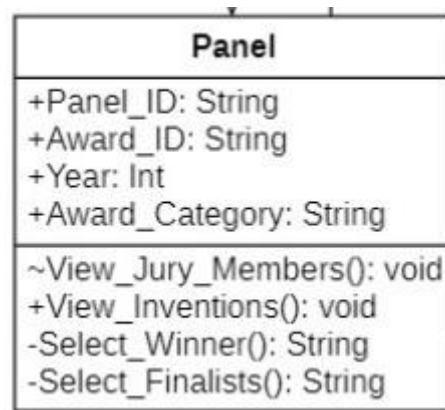 Panel
+Panel_ID: String
+Award_ID: String
+Year: Int
+Award_Category: String
~View_Jury_Members(): void
+View_Inventions(): void
-Select_Winner(): String
-Select_Finalists(): String